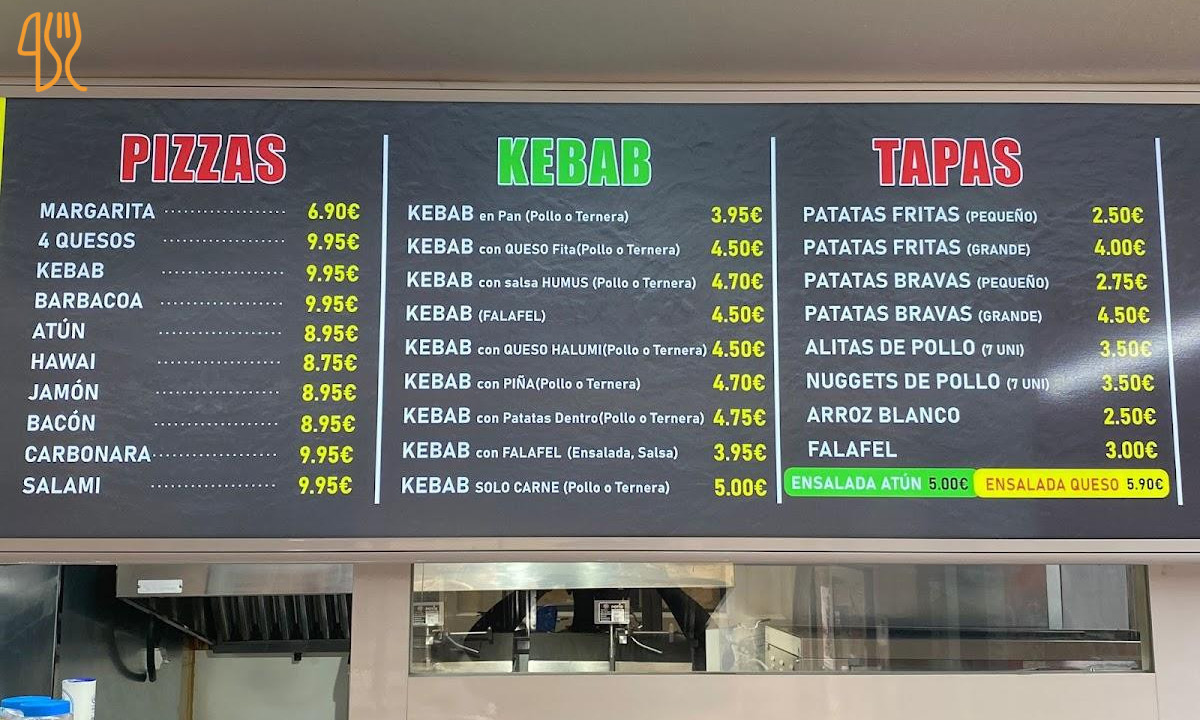 PIZZAS
MARGARITA 6.90€
4 QUESOS 9.95€
KEBAB 9.95€
BARBACOA 9.95€
ATÚN 8.95€
HAWAI 8.75€
JAMÓN 8.95€
BACÓN 8.95€
CARBONARA 9.95€
SALAMI 9.95€
KEBAB
KEBAB en Pan (Pollo o Ternera) 3.95€
KEBAB con QUESO Fita(Pollo o Ternera) 4.50€
KEBAB con salsa HUMUS (Pollo o Ternera) 4.70€
KEBAB (FALAFEL) 4.50€
KEBAB con QUESO HALUMI(Pollo o Ternera) 4.50€
KEBAB con PIÑA(Pollo o Ternera) 4.70€
KEBAB con Patatas Dentro(Pollo o Ternera) 4.75€
KEBAB con FALAFEL (Ensalada, Salsa) 3.95€
KEBAB SOLO CARNE (Pollo o Ternera) 5.00€
TAPAS
PATATAS FRITAS (PEQUEÑO) 2.50€
PATATAS FRITAS (GRANDE) 4.00€
PATATAS BRAVAS (PEQUEÑO) 2.75€
PATATAS BRAVAS (GRANDE) 4.50€
ALITAS DE POLLO (7 UNI) 3.50€
NUGGETS DE POLLO (7 UNI) 3.50€
ARROZ BLANCO 2.50€
FALAFEL 3.00€
ENSALADA ATÚN 5.00€ ENSALADA QUESO 5.90€